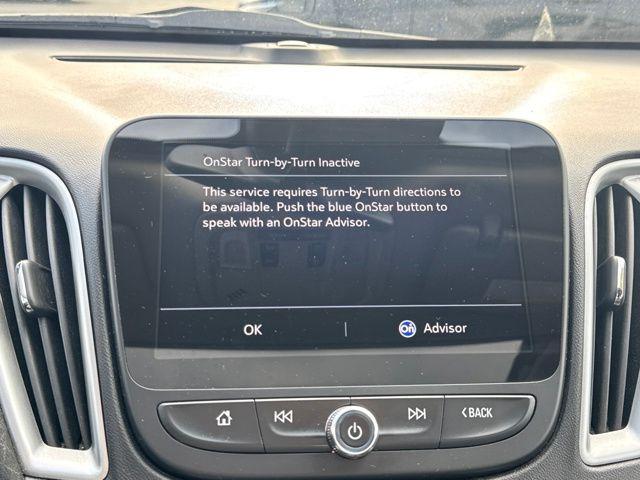 OnStar Turn-by-Turn Inactive
This service requires Turn-by-Turn directions to
be available. Push the blue OnStar button to
speak with an OnStar Advisor.
OK
On Advisor
BACK